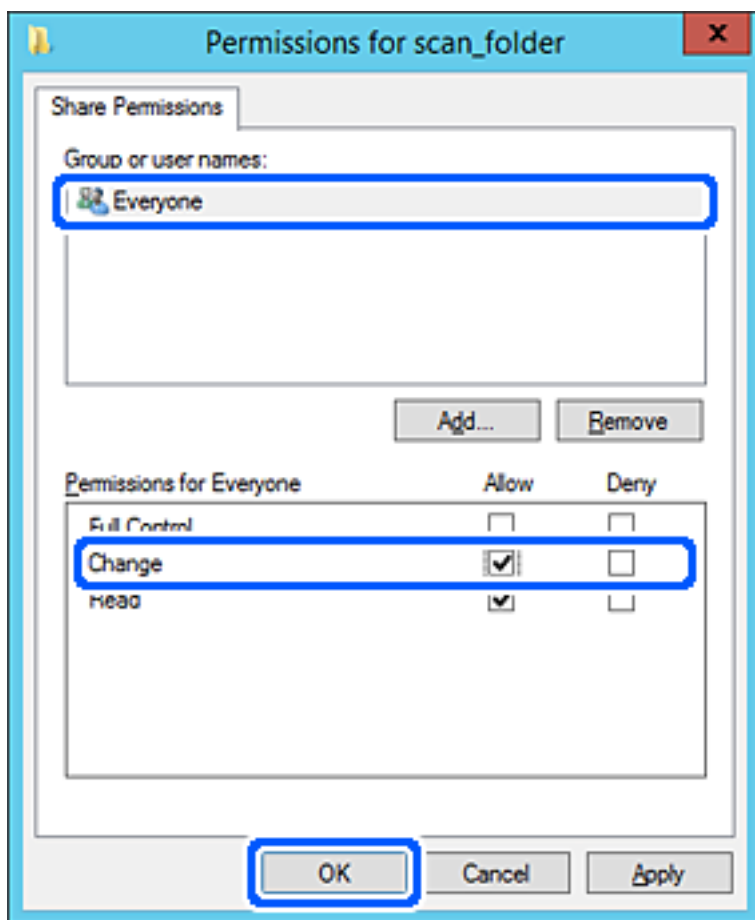 Permissions for scan_folder
Share Permissions
Group or user names:
Everyone
Add... Remove
Permissions for Everyone Allow Deny
Full Control
Change
Read
OK Cancel Apply